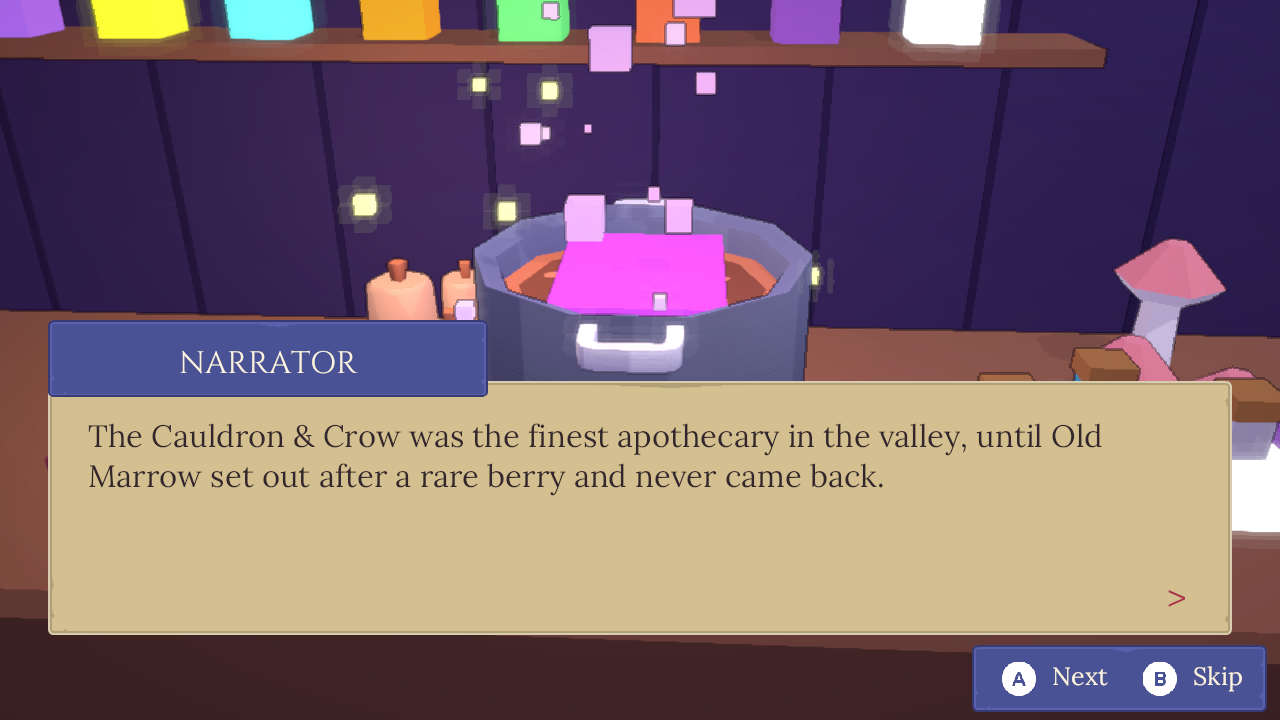 NARRATOR
The Cauldron & Crow was the finest apothecary in the valley, until Old
Marrow set out after a rare berry and never came back.
>
A Next B Skip